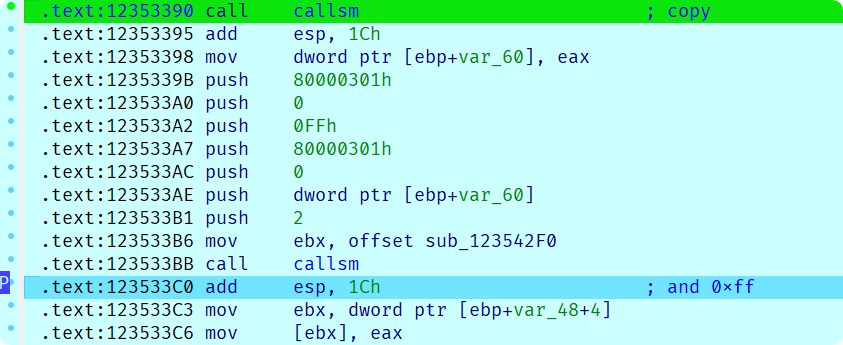 .text:12353390 call callsm ; copy
.text:12353395 add esp, 1Ch
.text:12353398 mov dword ptr [ebp+var_60], eax
.text:1235339B push 80000301h
.text:123533A0 push 0
.text:123533A2 push 0FFh
.text:123533A7 push 80000301h
.text:123533AC push 0
.text:123533AE push dword ptr [ebp+var_60]
.text:123533B1 push 2
.text:123533B6 mov ebx, offset sub_123542F0
.text:123533BB call callsm
P .text:123533C0 add esp, 1Ch ; and 0×ff
.text:123533C3 mov ebx, dword ptr [ebp+var_48+4]
.text:123533C6 mov [ebx], eax